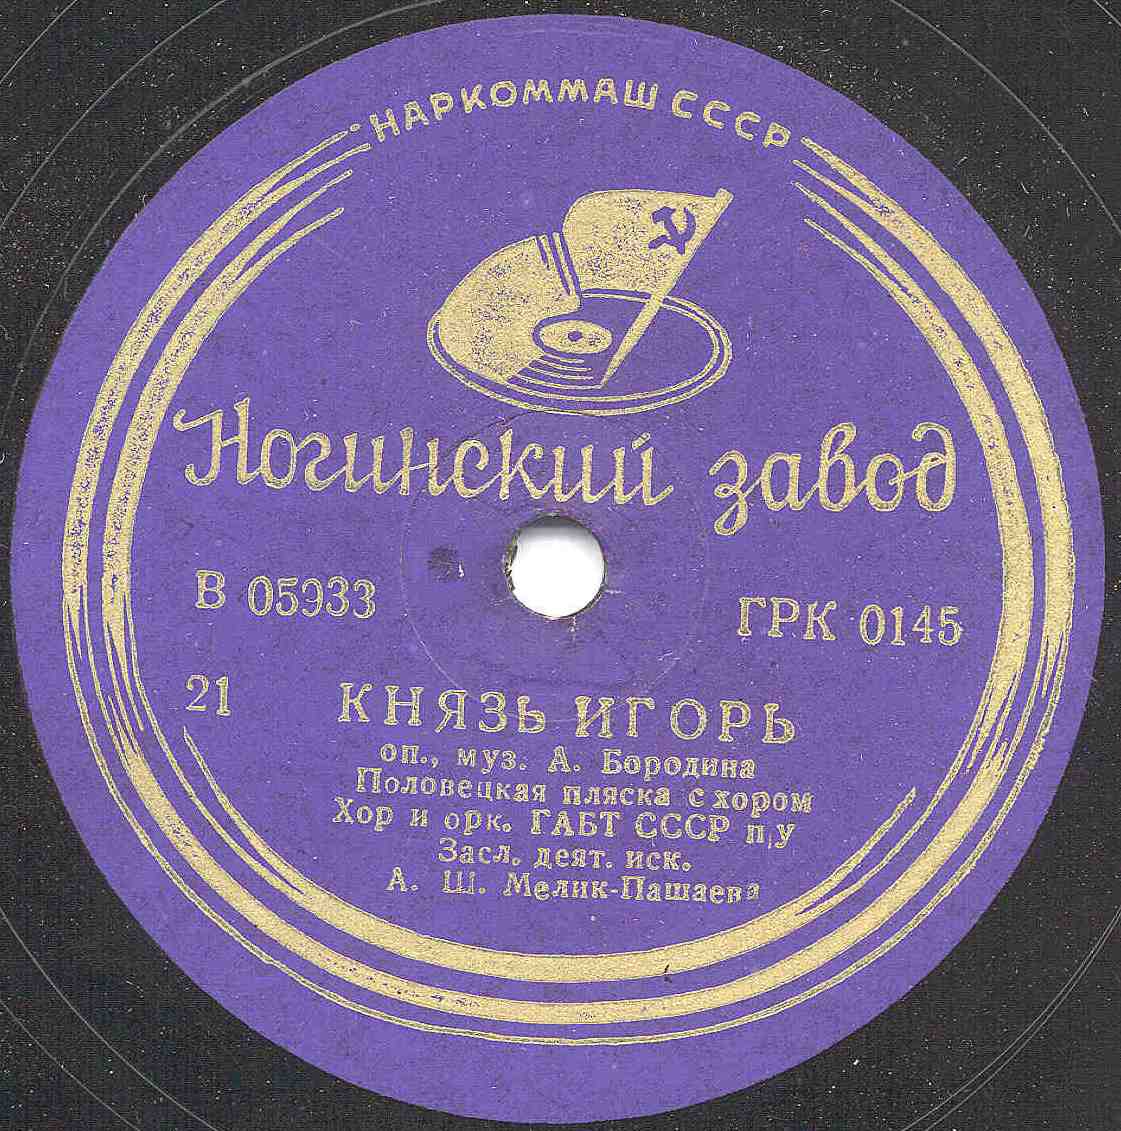 НАРКОММАШ СССР
Ногинский завод
В 05933
ГРК 0145
21
КНЯЗЬ ИГОРЬ
оп., муз. А. Бородина
Половецкая пляска с хором
Хор и орк. ГАБТ СССР п/у
Засл. деят. иск.
А. Ш. Мелик-Пашаева